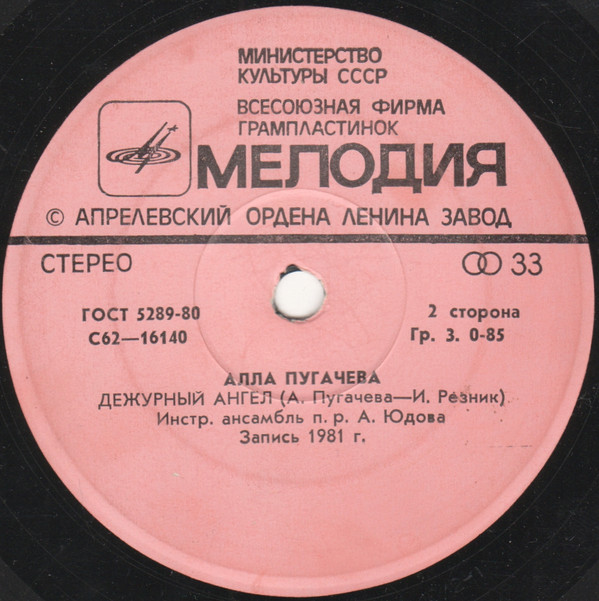 МИНИСТЕРСТВО
КУЛЬТУРЫ СССР
ВСЕСОЮЗНАЯ ФИРМА
ГРАМПЛАСТИНОК
МЕЛОДИЯ
© АПРЕЛЕВСКИЙ ОРДЕНА ЛЕНИНА ЗАВОД
СТЕРЕО 33
ГОСТ 5289-80 2 сторона
С62—16140 Гр. 3. 0-85
АЛЛА ПУГАЧЕВА
ДЕЖУРНЫЙ АНГЕЛ (А. Пугачева—И. Резник)
Инстр. ансамбль п. р. А. Юдова
Запись 1981 г.